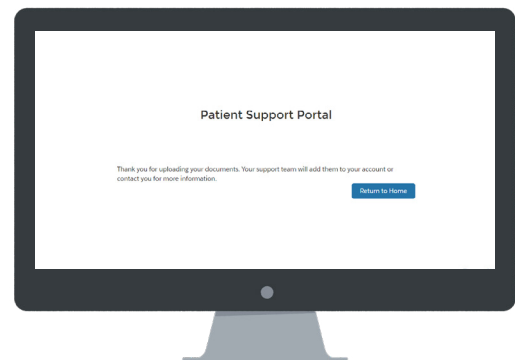 Patient Support Portal
Thank you for uploading your documents. Your support team will add them to your account or
contact you for more information.
Return to Home